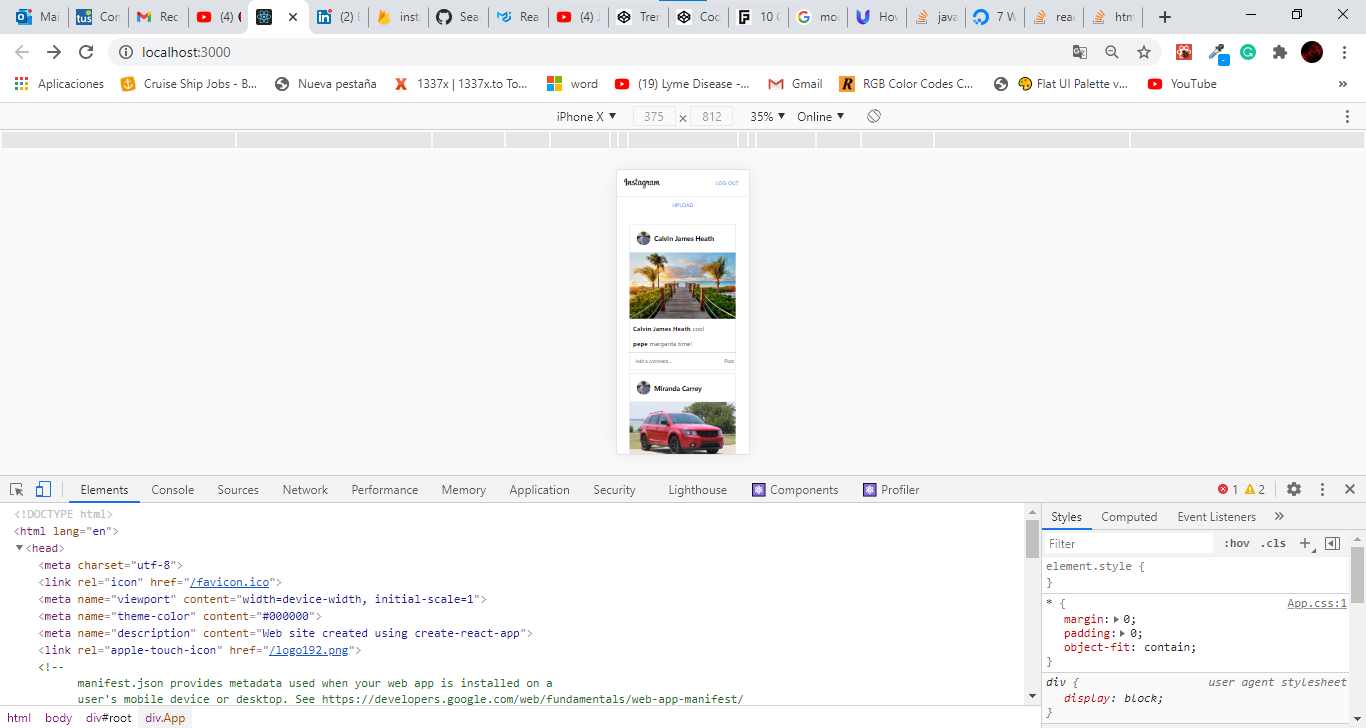 Mai
Con
Rec
(4) (
(2) I
inst
Sea
Rea
(4) J
Tren
Cod
10 (
mo
Hov
java
7 W
rea
htm
localhost:3000
Aplicaciones
Cruise Ship Jobs - B...
Nueva pestaña
1337x | 1337x.to To...
word
(19) Lyme Disease -...
Gmail
RGB Color Codes C...
Flat UI Palette v...
YouTube
»
iPhone X ▼ 375 × 812 35% ▼ Online ▼
Instagram LOG OUT
UPLOAD
Calvin James Heath
Calvin James Heath cool
pepe margarita time!
Add a comment... Post
Miranda Carrey
Elements Console Sources Network Performance Memory Application Security Lighthouse Components Profiler 1 2
<!DOCTYPE html>
<html lang="en">
▼<head>
<meta charset="utf-8">
<link rel="icon" href="/favicon.ico">
<meta name="viewport" content="width=device-width, initial-scale=1">
<meta name="theme-color" content="#000000">
<meta name="description" content="Web site created using create-react-app">
<link rel="apple-touch-icon" href="/logo192.png">
<!--
manifest.json provides metadata used when your web app is installed on a
user's mobile device or desktop. See https://developers.google.com/web/fundamentals/web-app-manifest/
html body div#root div.App
Styles Computed Event Listeners »
Filter :hov .cls +
element.style {
}
* { App.css:1
margin:▶0;
padding:▶0;
object-fit: contain;
}
div { user agent stylesheet
display: block;
}